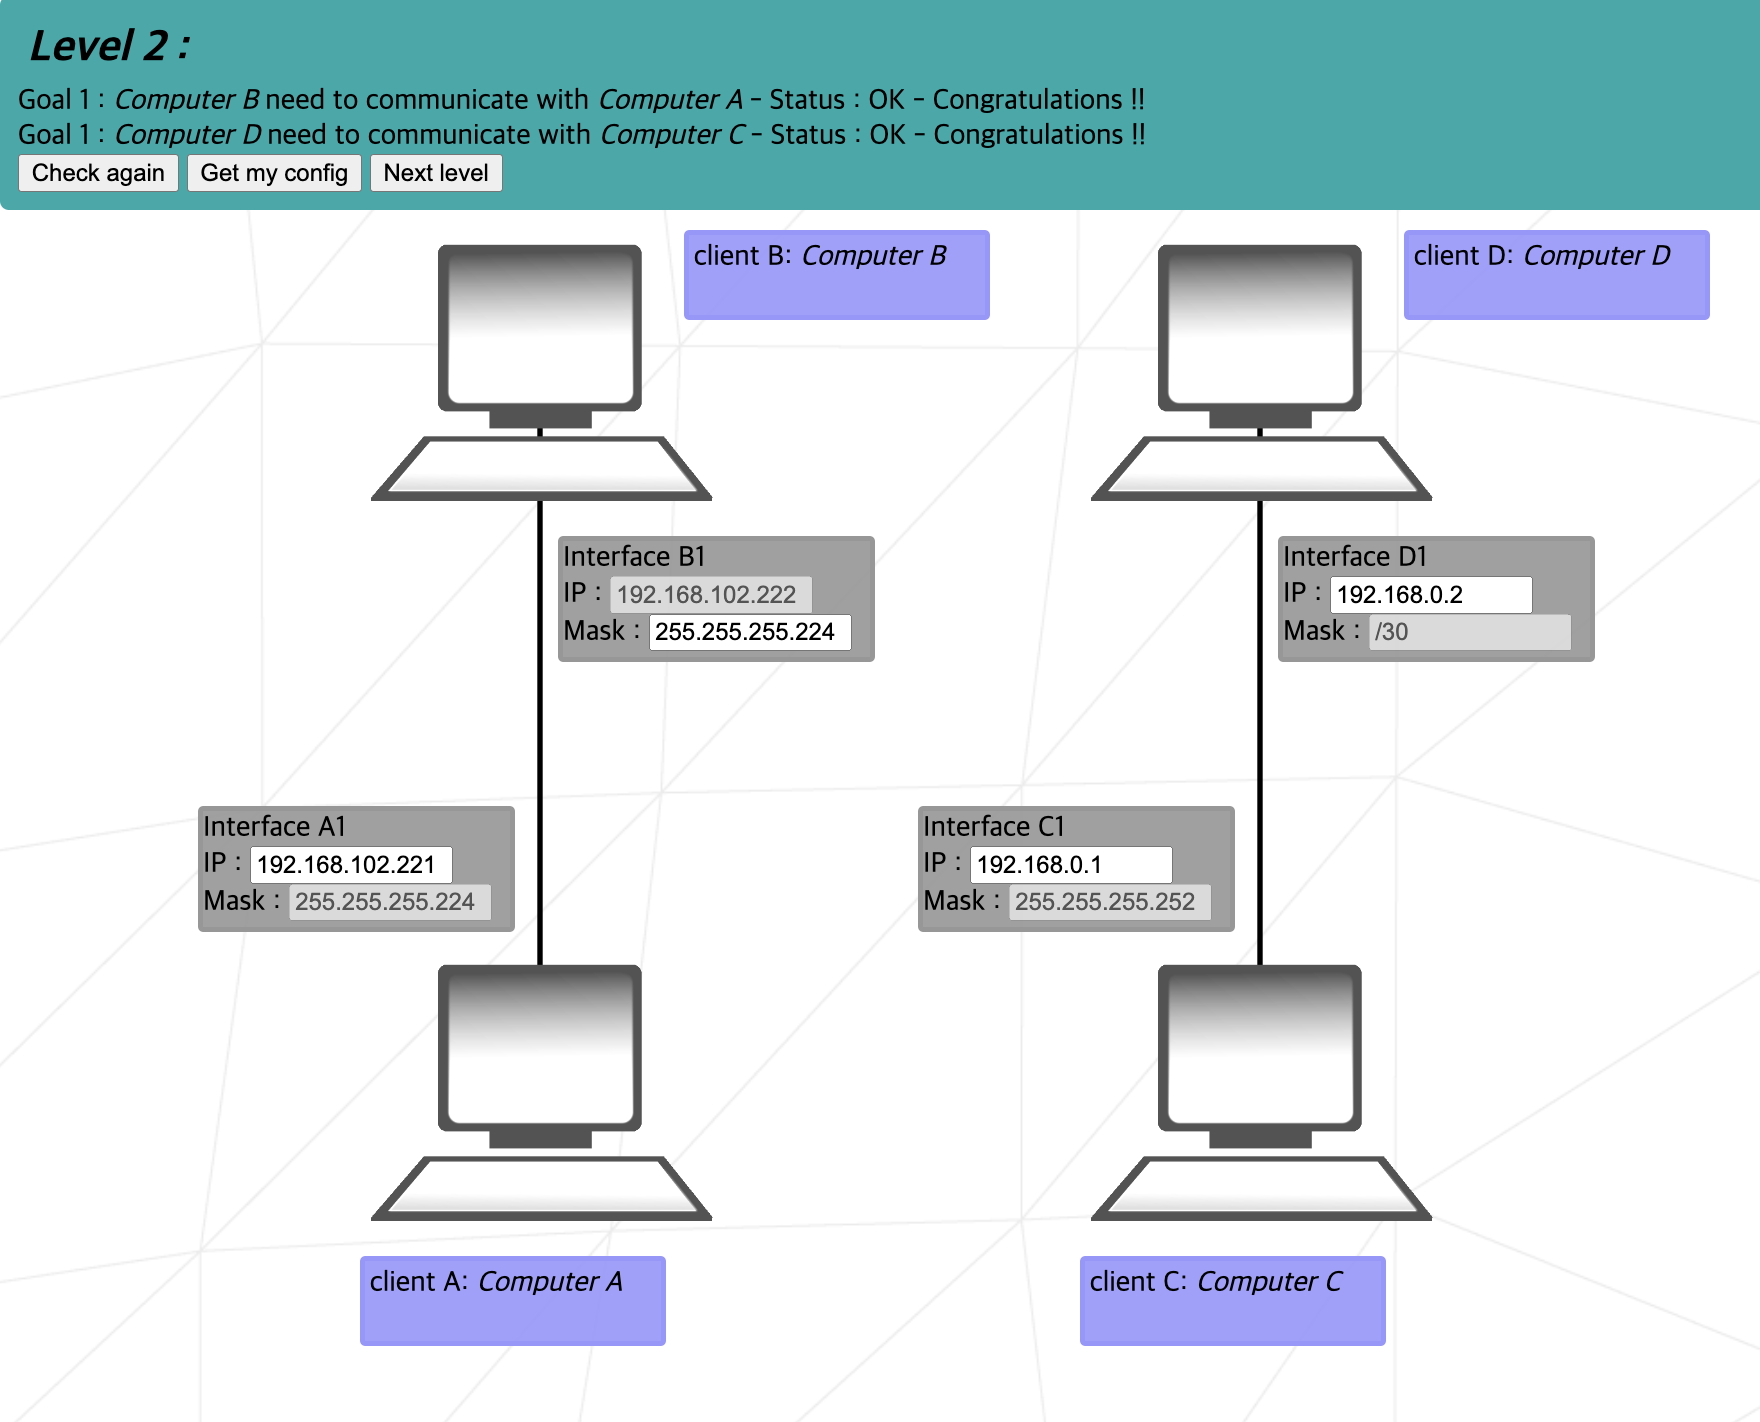 Level 2 :
Goal 1 : Computer B need to communicate with Computer A - Status : OK - Congratulations !!
Goal 1 : Computer D need to communicate with Computer C - Status : OK - Congratulations !!
Check again Get my config Next level
client B: Computer B
client D: Computer D
Interface B1
IP : 192.168.102.222
Mask : 255.255.255.224
Interface D1
IP : 192.168.0.2
Mask : /30
Interface A1
IP : 192.168.102.221
Mask : 255.255.255.224
Interface C1
IP : 192.168.0.1
Mask : 255.255.255.252
client A: Computer A
client C: Computer C